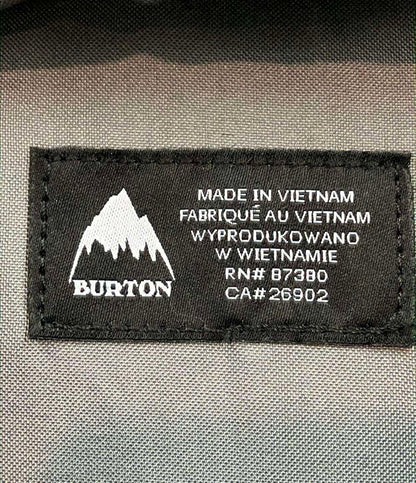 MADE IN VIETNAM
FABRIQUÉ AU VIETNAM
WYPRODUKOWANO
W WIETNAMIE
RN# 87380
CA#26902
BURTON